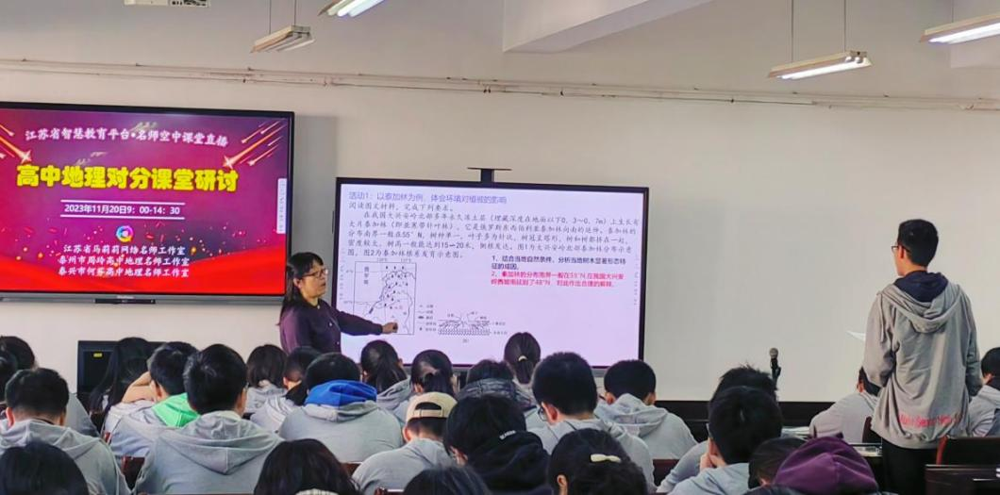 江苏省智慧教育平台•名师空中课堂直播
高中地理对分课堂研讨
2023年11月20日9：00-14：30
江苏省马莉莉网络名师工作室
泰州市周玲高中地理名师工作室
泰兴市何苏高中地理名师工作室
活动1：以泰加林为例，体会环境对植被的影响
阅读图文材料，完成下列要求。
在我国大兴安岭北部多年永久冻土层（埋藏深度在地面以下0.3～0.7m）上生长有
大片泰加林（即亚寒带针叶林），它是俄罗斯东西伯利亚泰加林向南的延伸。泰加林的
分布南界一般在55°N，树种单一，叶子多为针状，树冠呈塔形，树和树都挤在一起，
密度较大，树高一般能达到15—20米，侧根发达。图1为大兴安岭北部泰加林分布示意
图，图2为泰加林根系发育示意图。
1、结合当地自然条件，分析当地树木显著形态特
征的成因。
2、泰加林的分布南界一般在55°N,在我国大兴安
岭西坡南延到了48°N，对此作出合理的解释。